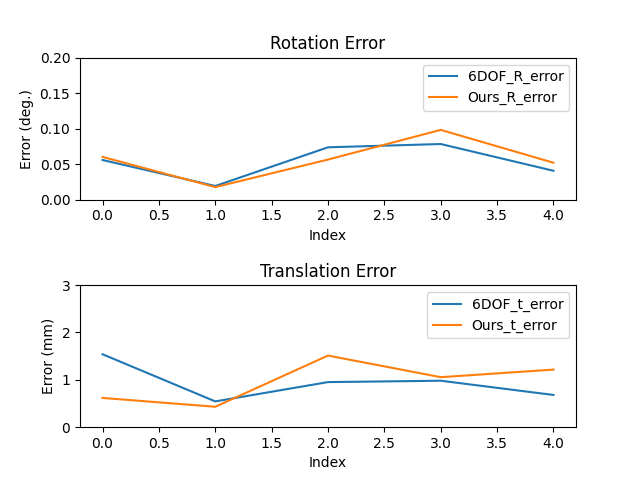 Rotation Error
Error (deg.)
0.20
0.15
0.10
0.05
0.00
6DOF_R_error
Ours_R_error
0.0 0.5 1.0 1.5 2.0 2.5 3.0 3.5 4.0
Index
Translation Error
Error (mm)
3
2
1
0
6DOF_t_error
Ours_t_error
0.0 0.5 1.0 1.5 2.0 2.5 3.0 3.5 4.0
Index